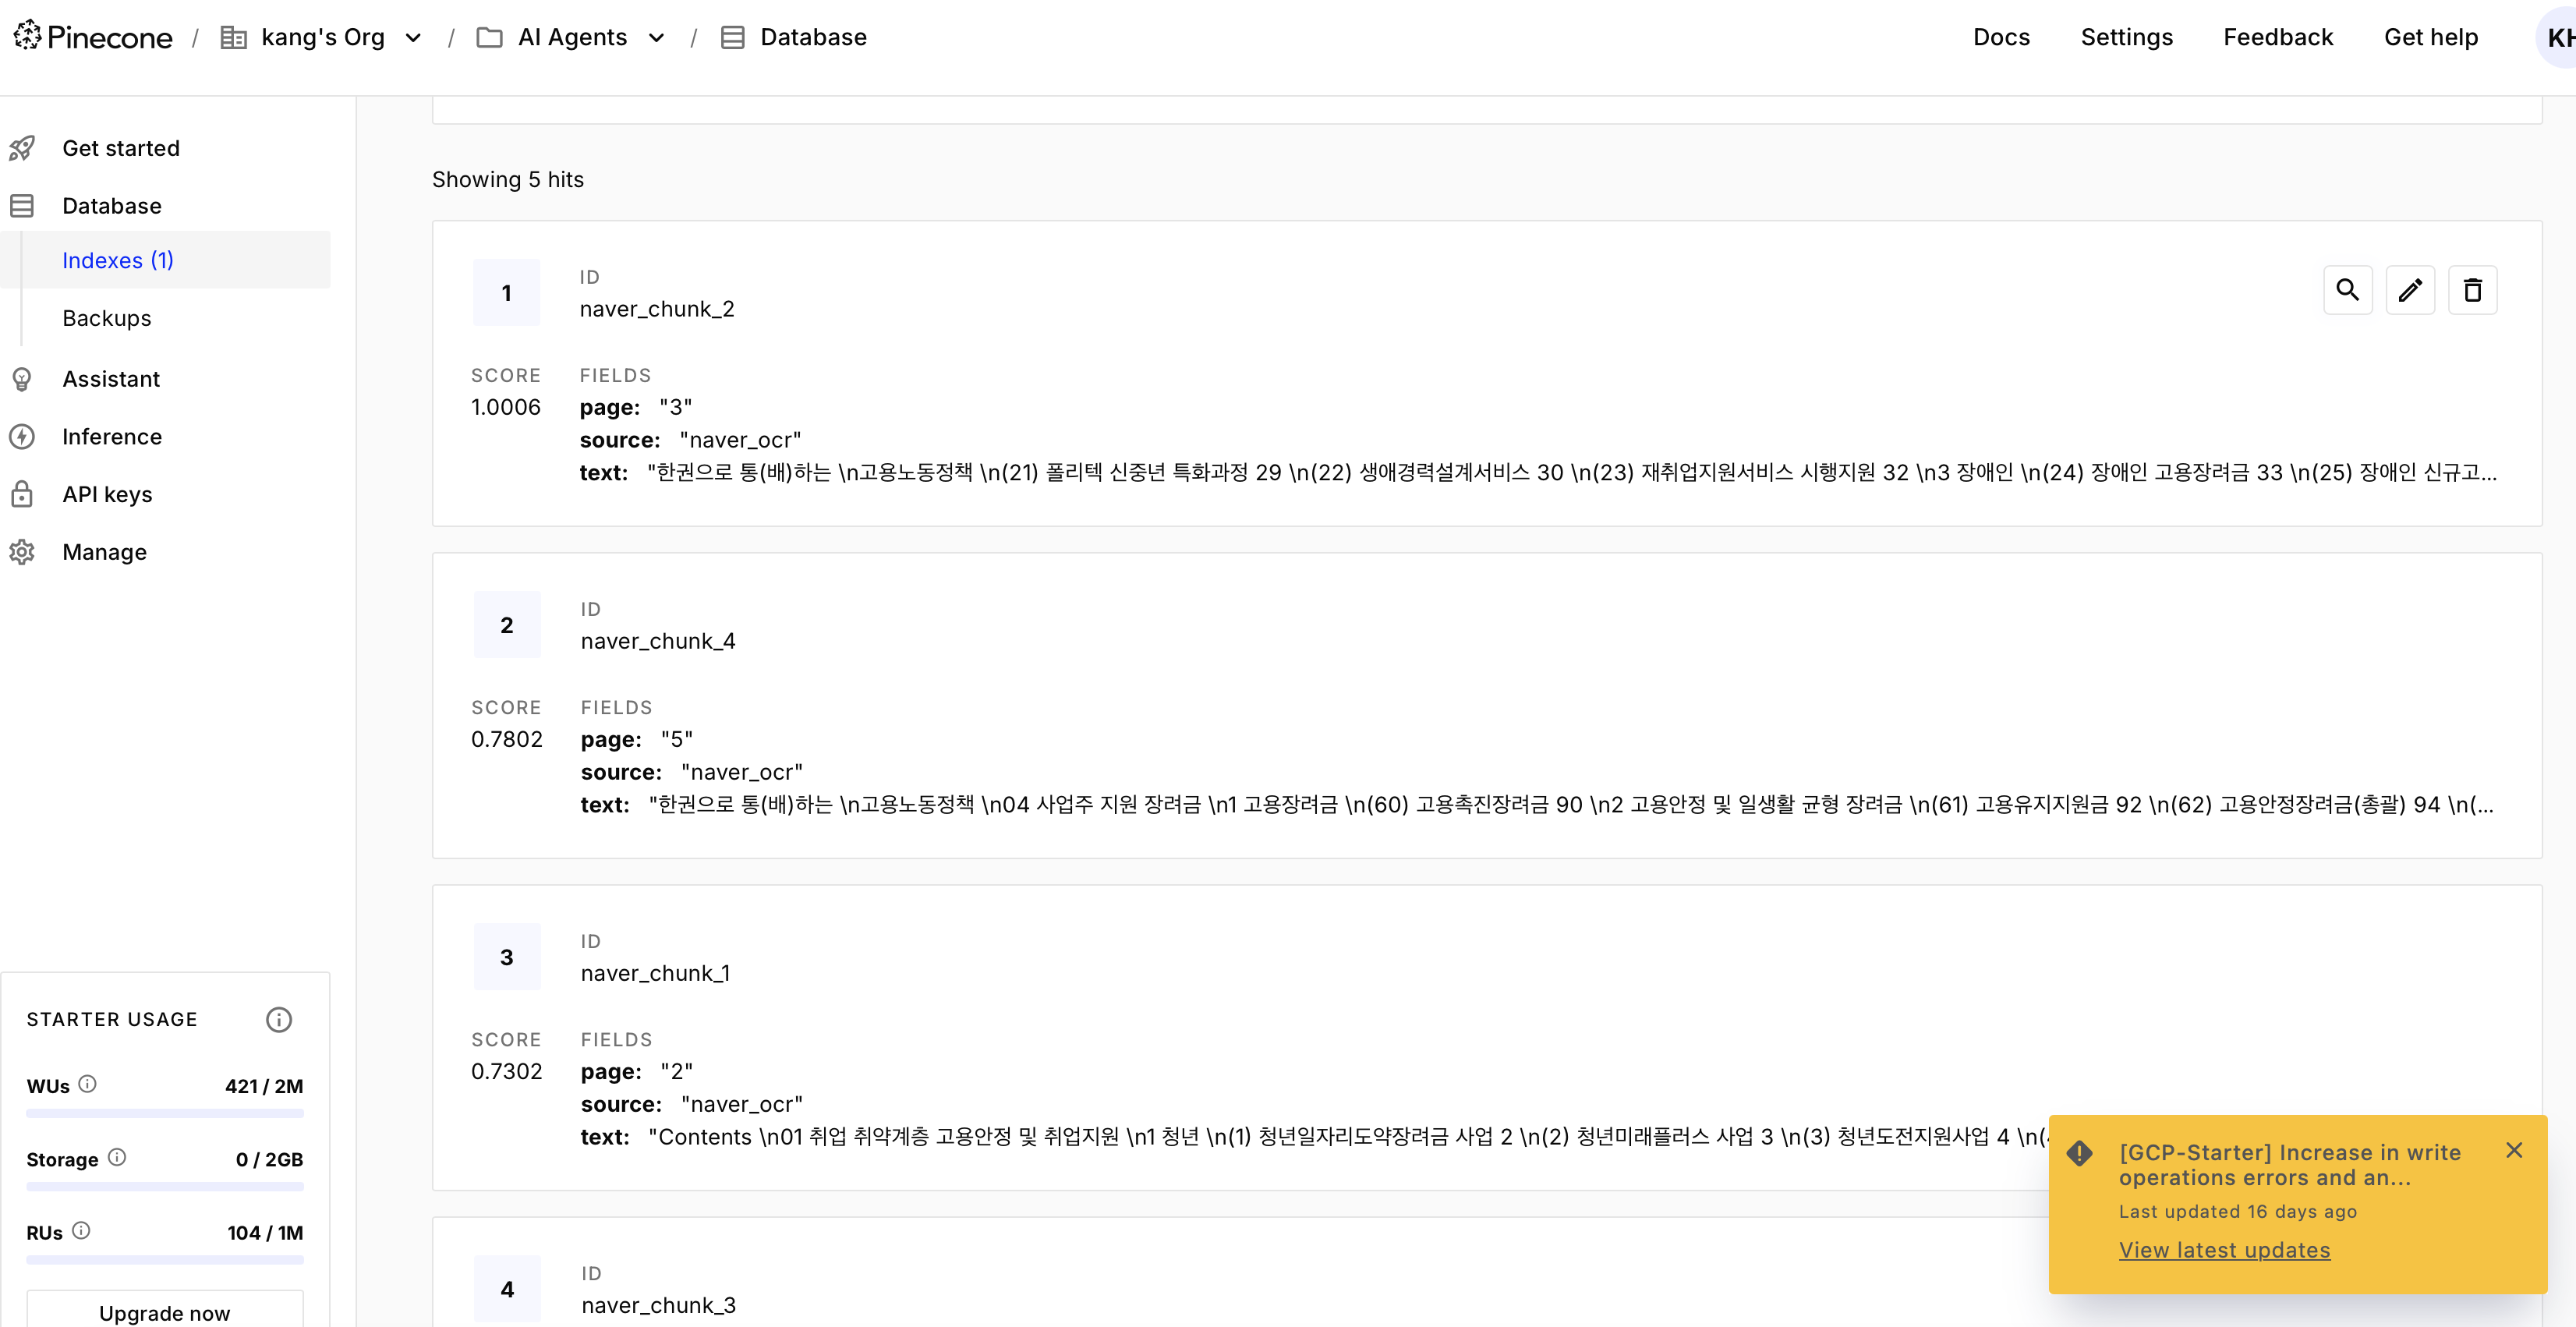 Pinecone / kang's Org / AI Agents / Database
Docs Settings Feedback Get help KH
Get started
Database
Indexes (1)
Backups
Assistant
Inference
API keys
Manage
STARTER USAGE
WUs 421 / 2M
Storage 0 / 2GB
RUs 104 / 1M
Upgrade now
Showing 5 hits
1
ID
naver_chunk_2
SCORE
1.0006
FIELDS
page: "3"
source: "naver_ocr"
text: "한권으로 통(배)하는 \n고용노동정책 \n(21) 폴리텍 신중년 특화과정 29 \n(22) 생애경력설계서비스 30 \n(23) 재취업지원서비스 시행지원 32 \n3 장애인 \n(24) 장애인 고용장려금 33 \n(25) 장애인 신규고...
2
ID
naver_chunk_4
SCORE
0.7802
FIELDS
page: "5"
source: "naver_ocr"
text: "한권으로 통(배)하는 \n고용노동정책 \n04 사업주 지원 장려금 \n1 고용장려금 \n(60) 고용촉진장려금 90 \n2 고용안정 및 일생활 균형 장려금 \n(61) 고용유지지원금 92 \n(62) 고용안정장려금(총괄) 94 \n(...
3
ID
naver_chunk_1
SCORE
0.7302
FIELDS
page: "2"
source: "naver_ocr"
text: "Contents \n01 취업 취약계층 고용안정 및 취업지원 \n1 청년 \n(1) 청년일자리도약장려금 사업 2 \n(2) 청년미래플러스 사업 3 \n(3) 청년도전지원사업 4 \n(
4
ID
naver_chunk_3
[GCP-Starter] Increase in write
operations errors and an...
Last updated 16 days ago
View latest updates